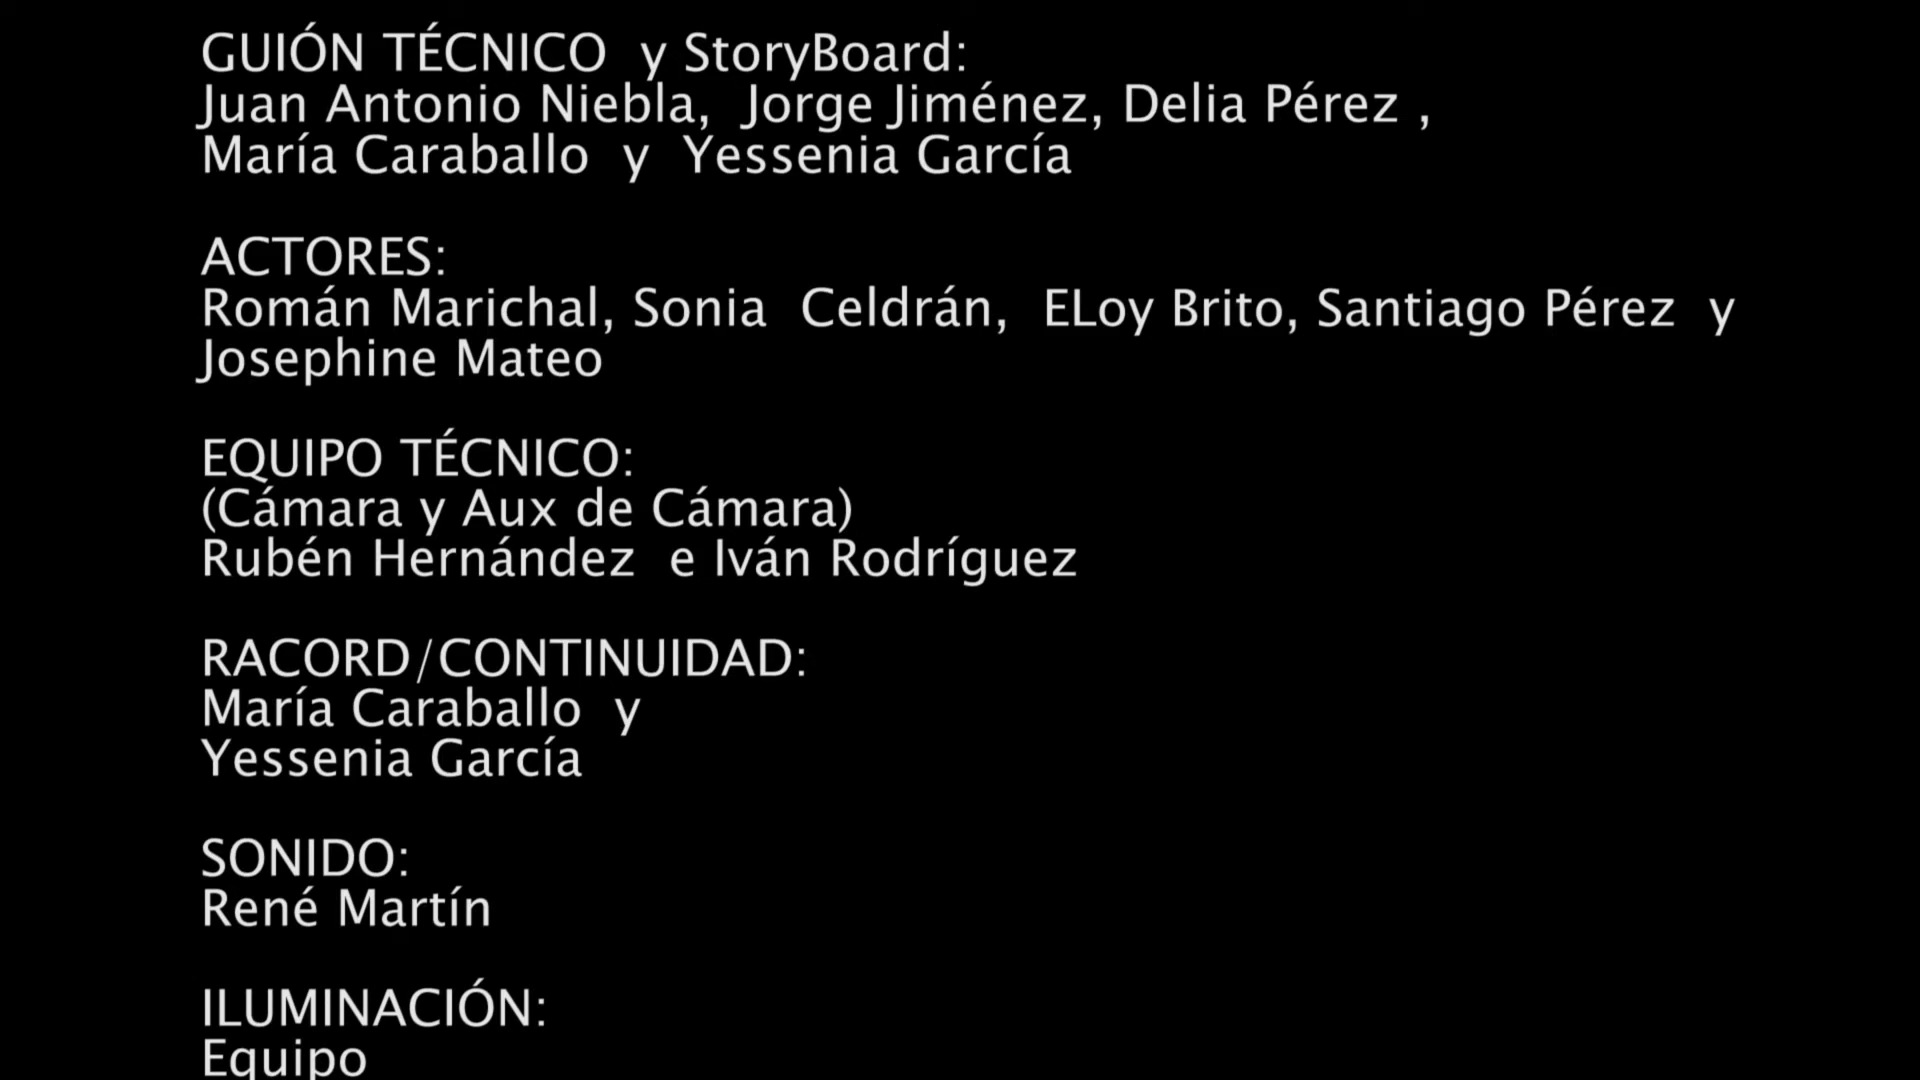 GUIÓN TÉCNICO  y StoryBoard:
Juan Antonio Niebla,  Jorge Jiménez, Delia Pérez ,
María Caraballo  y  Yessenia García
ACTORES:
Román Marichal, Sonia  Celdrán,  ELoy Brito, Santiago Pérez  y
Josephine Mateo
EQUIPO TÉCNICO:
(Cámara y Aux de Cámara)
Rubén Hernández  e Iván Rodríguez
RACORD/CONTINUIDAD:
María Caraballo  y
Yessenia García
SONIDO:
René Martín
ILUMINACIÓN:
Equipo